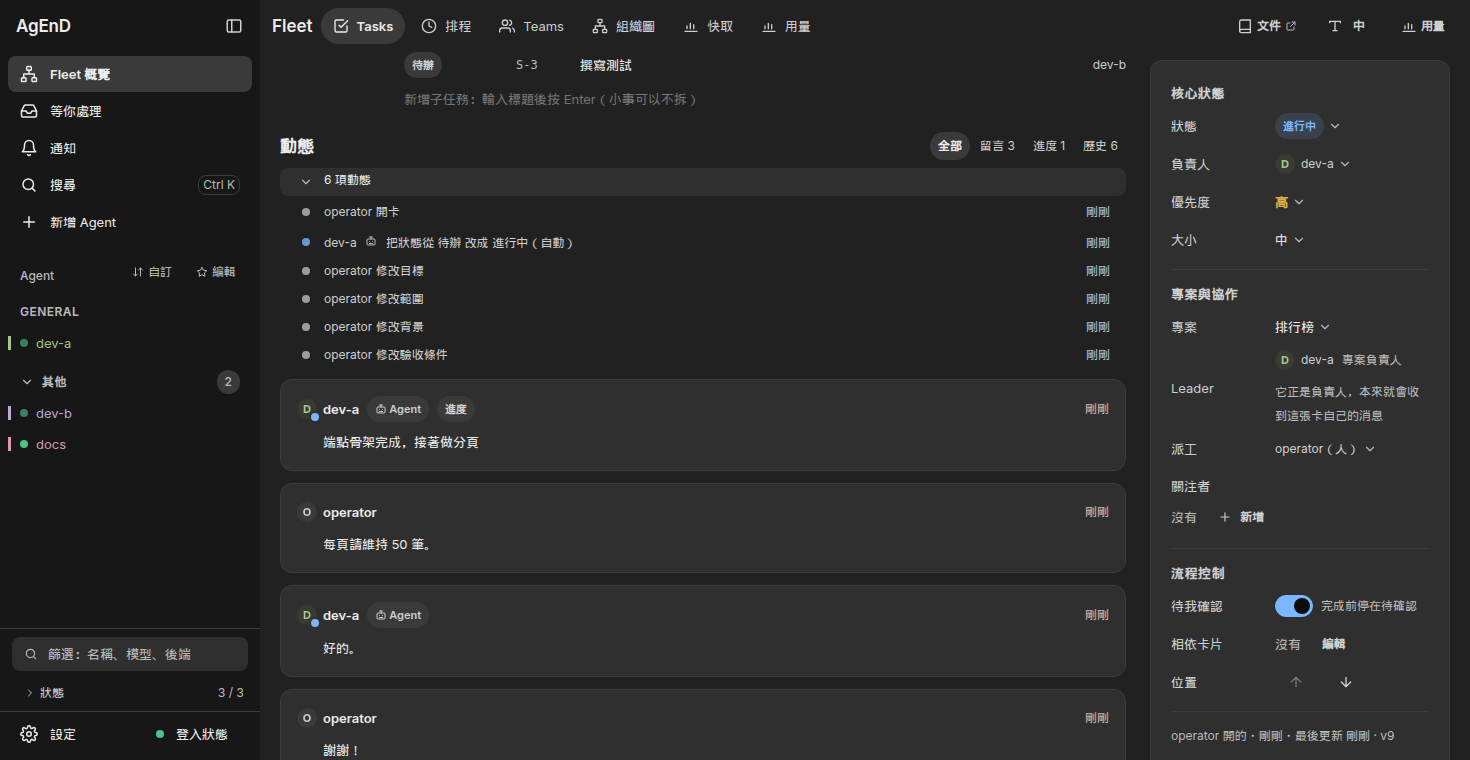 AgEnD
Fleet 概覽
等你處理
通知
搜尋 Ctrl K
新增 Agent
Agent 自訂 編輯
GENERAL
dev-a
其他 2
dev-b
docs
篩選：名稱、模型、後端
狀態 3 / 3
設定 登入狀態
Fleet Tasks 排程 Teams 組織圖 快取 用量 文件 中 用量
待辦 S-3 撰寫測試 dev-b
新增子任務：輸入標題後按 Enter（小事可以不拆）
動態 全部 留言 3 進度 1 歷史 6
6 項動態
operator 開卡 剛剛
dev-a 把狀態從 待辦 改成 進行中（自動） 剛剛
operator 修改目標 剛剛
operator 修改範圍 剛剛
operator 修改背景 剛剛
operator 修改驗收條件 剛剛
D dev-a Agent 進度 剛剛
端點骨架完成，接著做分頁
O operator 剛剛
每頁請維持 50 筆。
D dev-a Agent 剛剛
好的。
O operator 剛剛
謝謝！
核心狀態
狀態 進行中
負責人 D dev-a
優先度 高
大小 中
專案與協作
專案 排行榜
D dev-a 專案負責人
Leader
它正是負責人，本來就會收
到這張卡自己的消息
派工 operator（人）
關注者
沒有 新增
流程控制
待我確認 完成前停在待確認
相依卡片 沒有 編輯
位置
operator 開的・剛剛・最後更新 剛剛 · v9